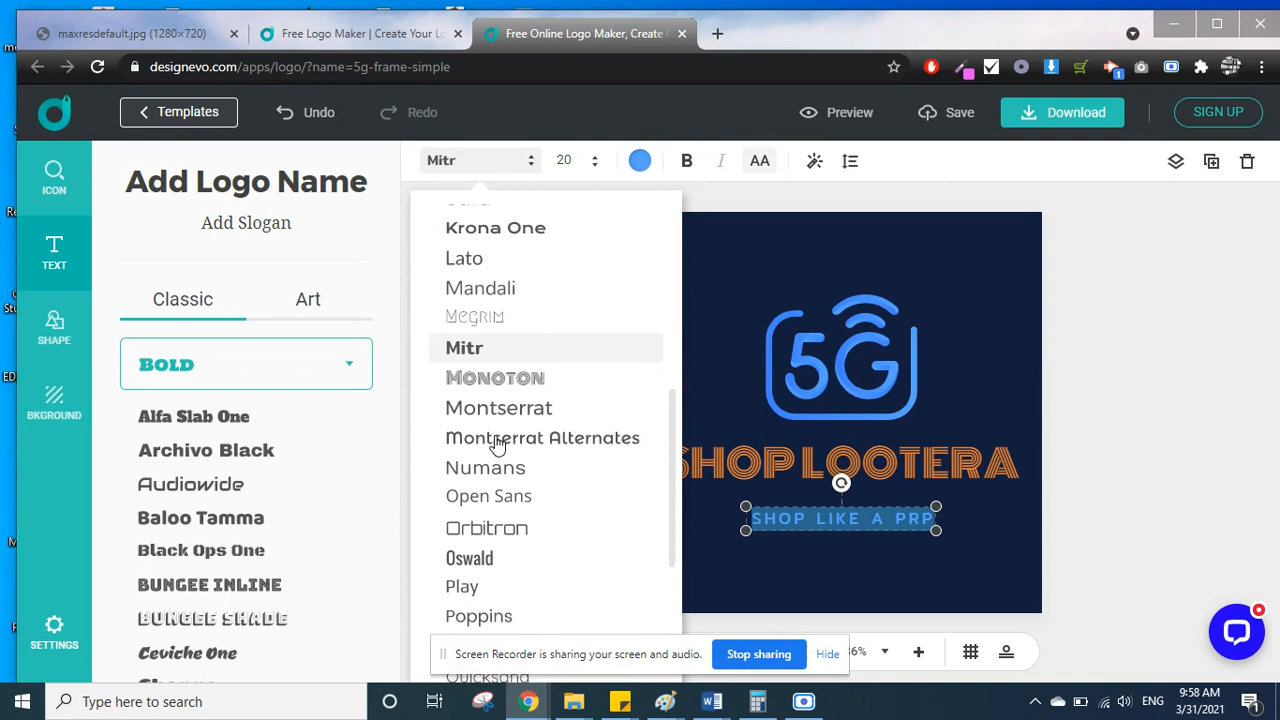 maxresdefault.jpg (1280×720)
Free Logo Maker | Create Your Lo
Free Online Logo Maker, Create
designevo.com/apps/logo/?name=5g-frame-simple
1
Templates
Undo
Redo
Preview
Save
Download
SIGN UP
ICON
TEXT
SHAPE
BKGROUND
SETTINGS
Add Logo Name
Add Slogan
Classic
Art
BOLD
Alfa Slab One
Archivo Black
Audiowide
Baloo Tamma
Black Ops One
BUNGEE INLINE
BUNGEE SHADE
Ceviche One
Mitr
20
B
I
AA
Krona One
Lato
Mandali
Megrim
Mitr
Monoton
Montserrat
Montserrat Alternates
Numans
Open Sans
Orbitron
Oswald
Play
Poppins
Quicksand
5G
SHOP LOOTERA
SHOP LIKE A PRP
Screen Recorder is sharing your screen and audio.
Stop sharing
Hide
Type here to search
ENG
9:58 AM
3/31/2021
1